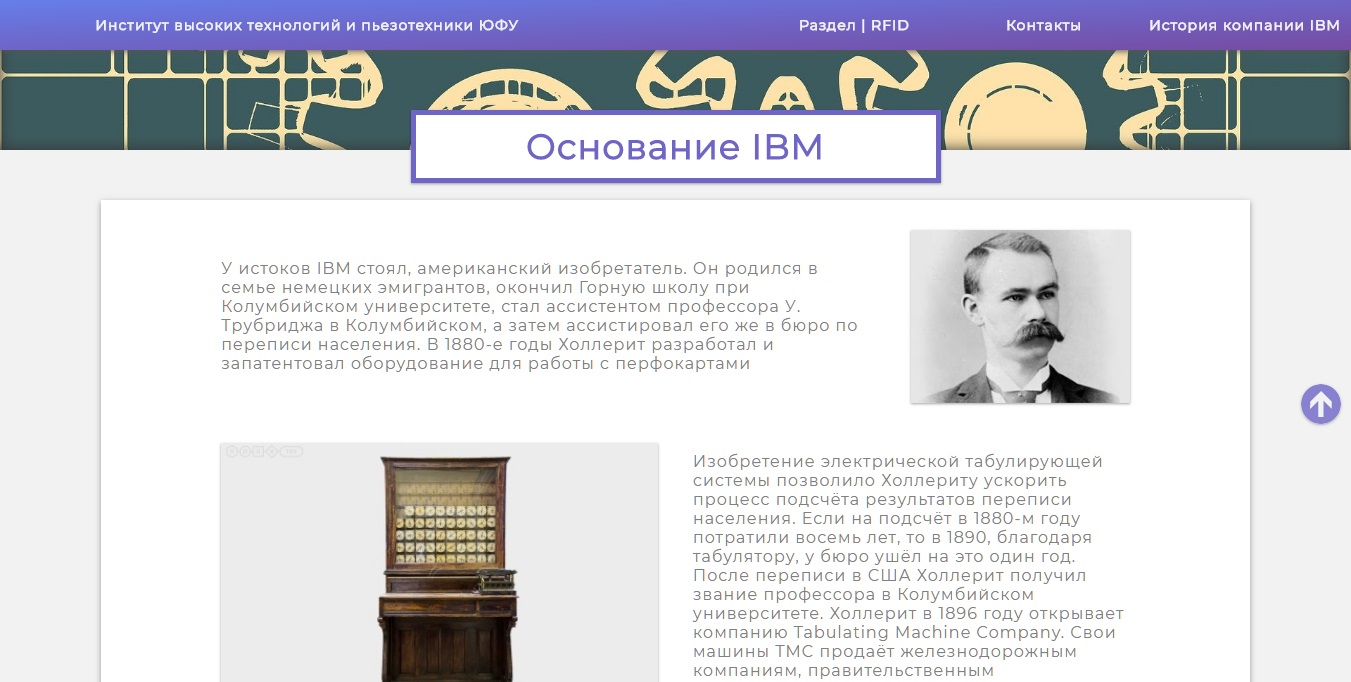 Институт высоких технологий и пьезотехники ЮФУ
Раздел | RFID
Контакты
История компании IBM
Основание IBM
У истоков IBM стоял, американский изобретатель. Он родился в
семье немецких эмигрантов, окончил Горную школу при
Колумбийском университете, стал ассистентом профессора У.
Трубриджа в Колумбийском, а затем ассистировал его же в бюро по
переписи населения. В 1880-е годы Холлерит разработал и
запатентовал оборудование для работы с перфокартами
Изобретение электрической табулирующей
системы позволило Холлериту ускорить
процесс подсчёта результатов переписи
населения. Если на подсчёт в 1880-м году
потратили восемь лет, то в 1890, благодаря
табулятору, у бюро ушёл на это один год.
После переписи в США Холлерит получил
звание профессора в Колумбийском
университете. Холлерит в 1896 году открывает
компанию Tabulating Machine Company. Свои
машины TMC продаёт железнодорожным
компаниям, правительственным